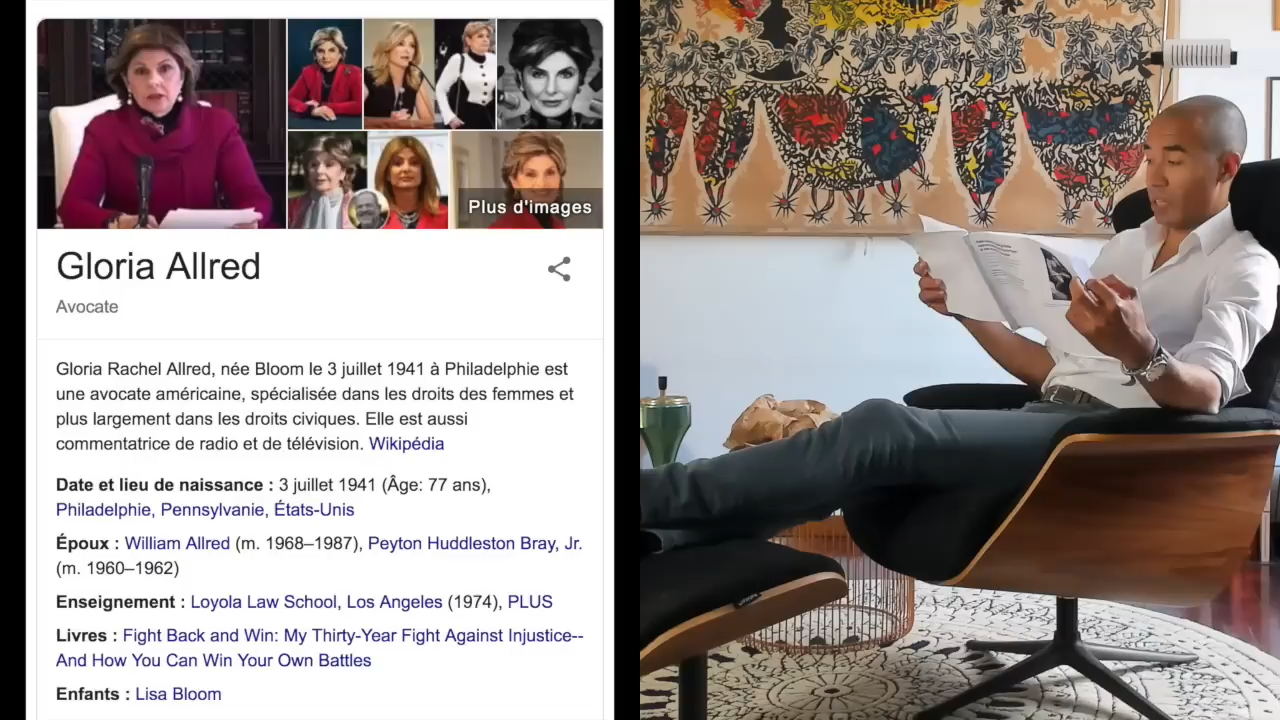 Plus d'images
Gloria Allred
Avocate
Gloria Rachel Allred, née Bloom le 3 juillet 1941 à Philadelphie est
une avocate américaine, spécialisée dans les droits des femmes et
plus largement dans les droits civiques. Elle est aussi
commentatrice de radio et de télévision. Wikipédia
Date et lieu de naissance : 3 juillet 1941 (Âge: 77 ans),
Philadelphie, Pennsylvanie, États-Unis
Époux : William Allred (m. 1968–1987), Peyton Huddleston Bray, Jr.
(m. 1960–1962)
Enseignement : Loyola Law School, Los Angeles (1974), PLUS
Livres : Fight Back and Win: My Thirty-Year Fight Against Injustice--
And How You Can Win Your Own Battles
Enfants : Lisa Bloom